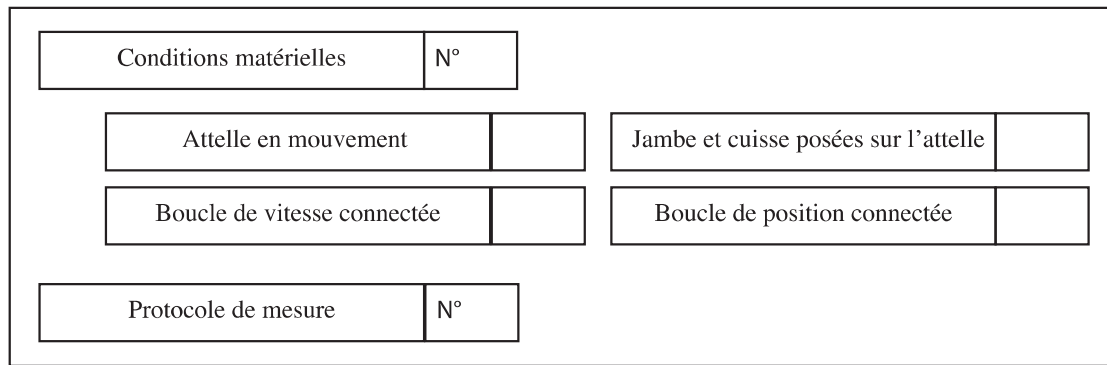 Conditions matérielles N°
Attelle en mouvement Jambe et cuisse posées sur l'attelle
Boucle de vitesse connectée Boucle de position connectée
Protocole de mesure N°